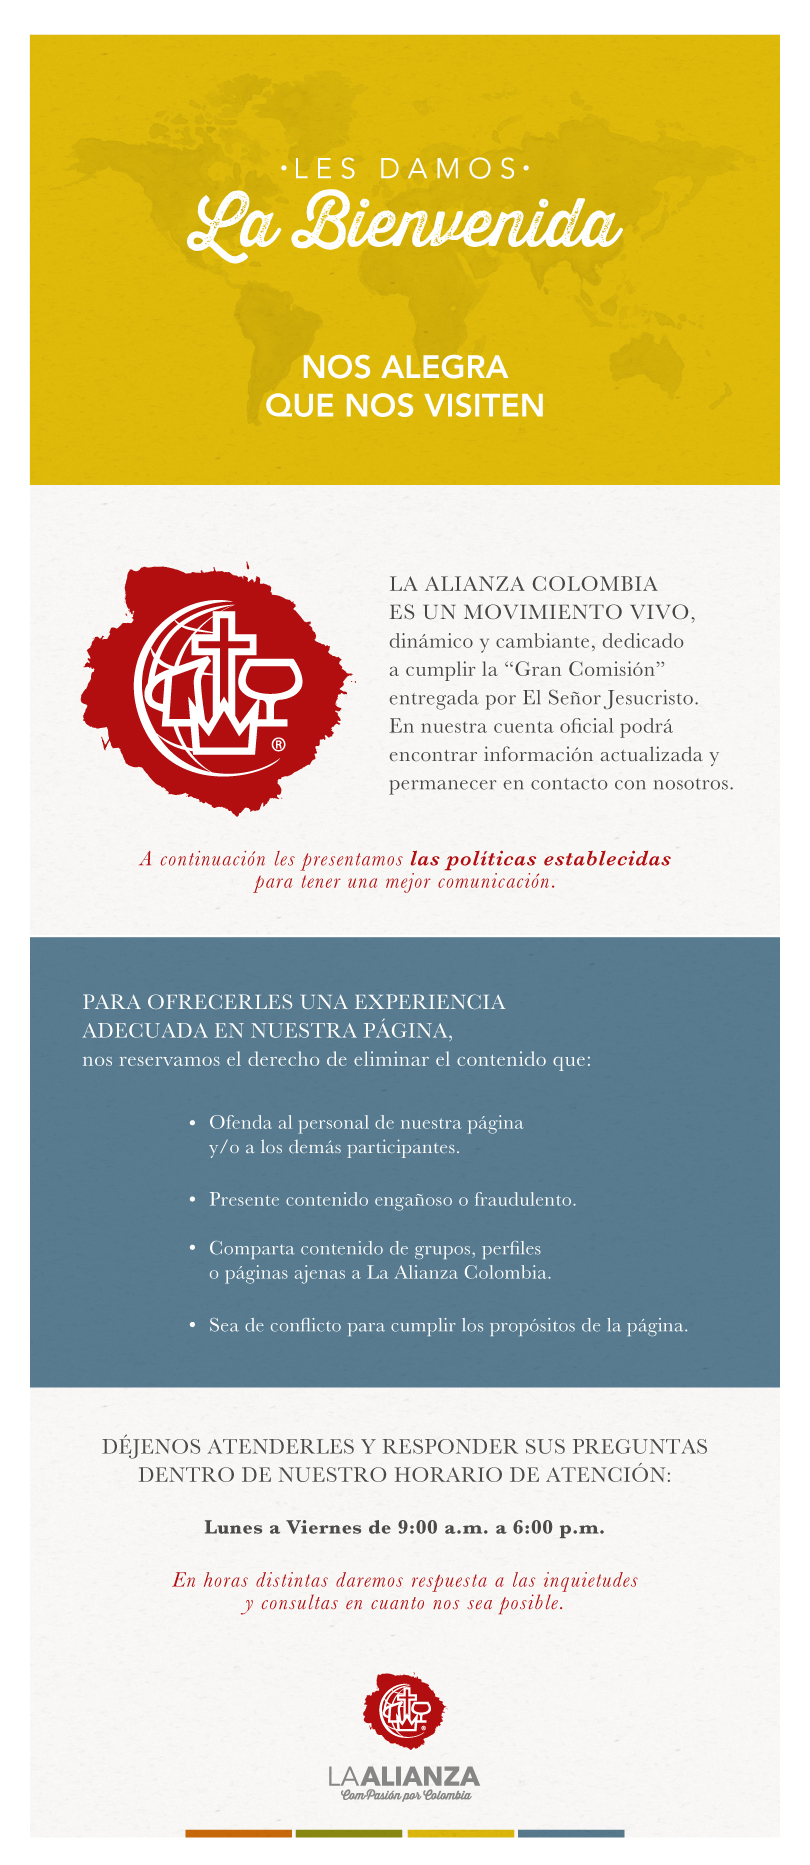 ·LES DAMOS·
La Bienvenida
NOS ALEGRA
QUE NOS VISITEN
LA ALIANZA COLOMBIA
ES UN MOVIMIENTO VIVO,
dinámico y cambiante, dedicado
a cumplir la “Gran Comisión”
entregada por El Señor Jesucristo.
En nuestra cuenta oficial podrá
encontrar información actualizada y
permanecer en contacto con nosotros.
®
A continuación les presentamos las políticas establecidas
para tener una mejor comunicación.
PARA OFRECERLES UNA EXPERIENCIA
ADECUADA EN NUESTRA PÁGINA,
nos reservamos el derecho de eliminar el contenido que:
• Ofenda al personal de nuestra página
y/o a los demás participantes.
• Presente contenido engañoso o fraudulento.
• Comparta contenido de grupos, perfiles
o páginas ajenas a La Alianza Colombia.
• Sea de conflicto para cumplir los propósitos de la página.
DÉJENOS ATENDERLES Y RESPONDER SUS PREGUNTAS
DENTRO DE NUESTRO HORARIO DE ATENCIÓN:
Lunes a Viernes de 9:00 a.m. a 6:00 p.m.
En horas distintas daremos respuesta a las inquietudes
y consultas en cuanto nos sea posible.
®
LAALIANZA
ComPasión por Colombia